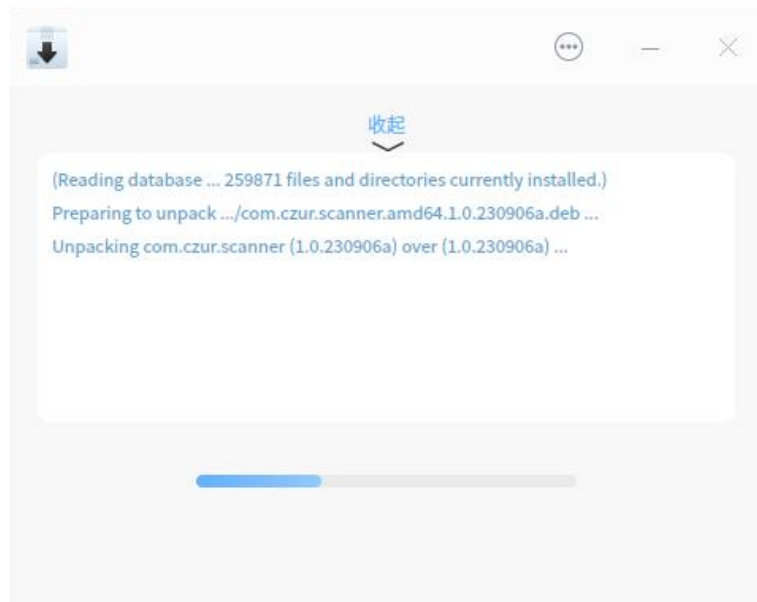 收起
(Reading database ... 259871 files and directories currently installed.)
Preparing to unpack .../com.czur.scanner.amd64.1.0.230906a.deb ...
Unpacking com.czur.scanner (1.0.230906a) over (1.0.230906a) ...